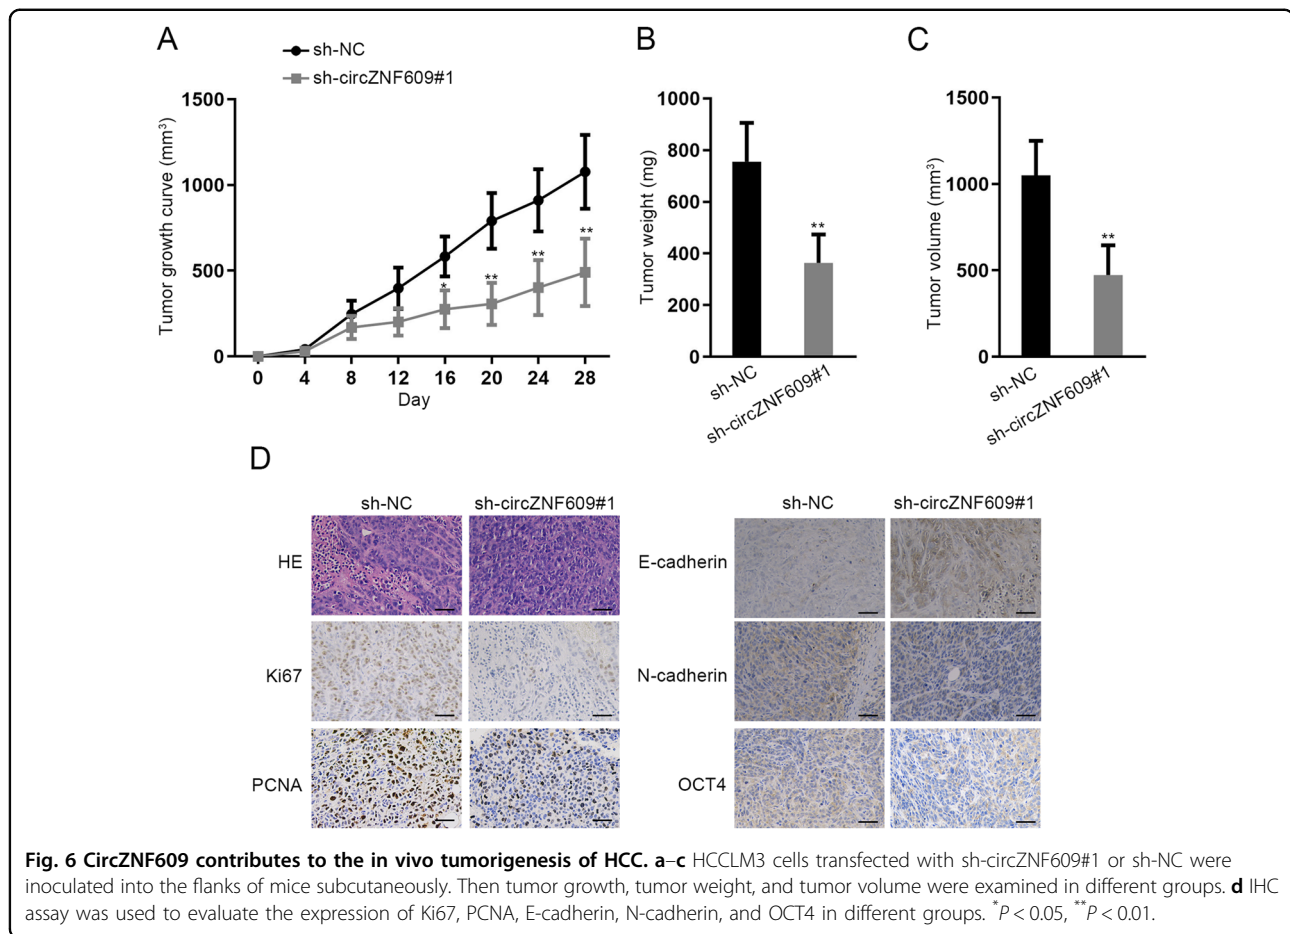 A
sh-NC
sh-circZNF609#1
Tumor growth curve (mm³)
1500
1000
500
0
*
**
**
**
0 4 8 12 16 20 24 28
Day
B
Tumor weight (mg)
1000
800
600
400
200
0
**
sh-NC
sh-circZNF609#1
C
Tumor volume (mm³)
1500
1000
500
0
**
sh-NC
sh-circZNF609#1
D
sh-NC sh-circZNF609#1
HE
Ki67
PCNA
sh-NC sh-circZNF609#1
E-cadherin
N-cadherin
OCT4
Fig. 6 CircZNF609 contributes to the in vivo tumorigenesis of HCC. a–c HCCLM3 cells transfected with sh-circZNF609#1 or sh-NC were
inoculated into the flanks of mice subcutaneously. Then tumor growth, tumor weight, and tumor volume were examined in different groups. d IHC
assay was used to evaluate the expression of Ki67, PCNA, E-cadherin, N-cadherin, and OCT4 in different groups. *P < 0.05, **P < 0.01.